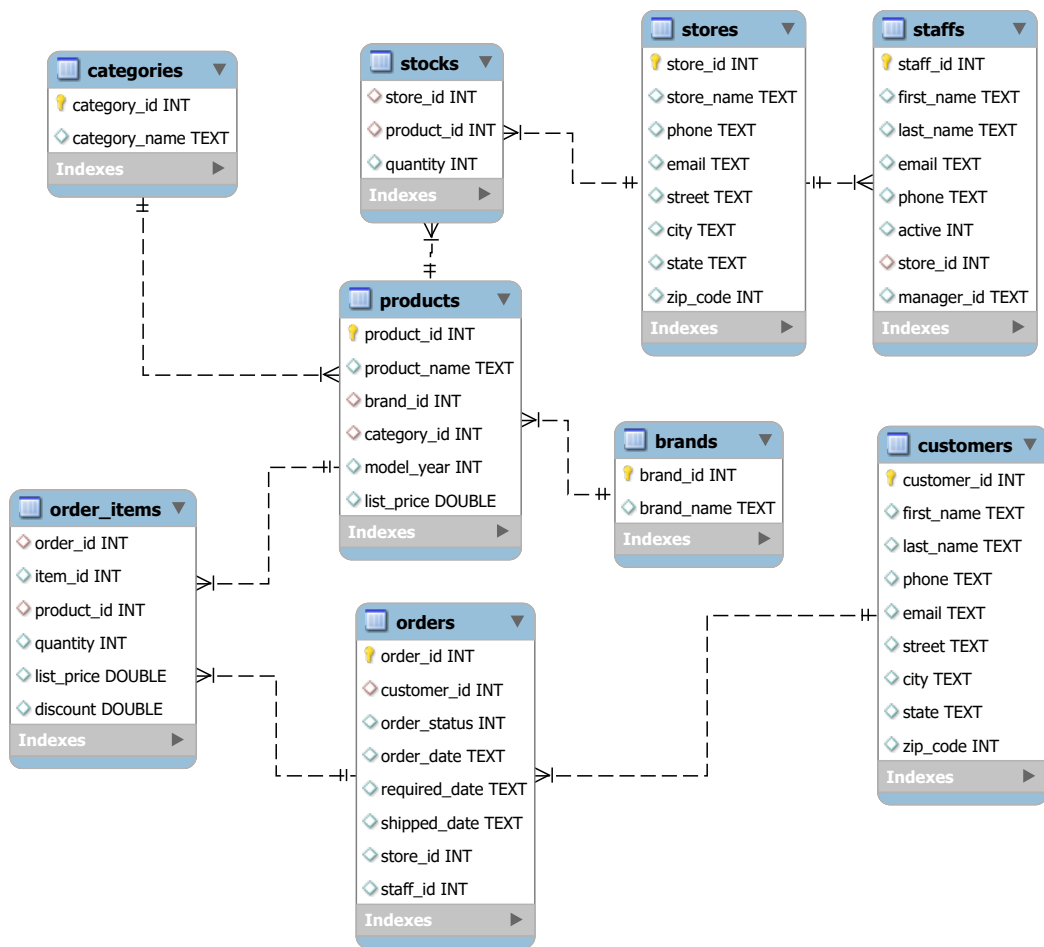 categories
category_id INT
category_name TEXT
Indexes
stocks
store_id INT
product_id INT
quantity INT
Indexes
stores
store_id INT
store_name TEXT
phone TEXT
email TEXT
street TEXT
city TEXT
state TEXT
zip_code INT
Indexes
staffs
staff_id INT
first_name TEXT
last_name TEXT
email TEXT
phone TEXT
active INT
store_id INT
manager_id TEXT
Indexes
products
product_id INT
product_name TEXT
brand_id INT
category_id INT
model_year INT
list_price DOUBLE
Indexes
brands
brand_id INT
brand_name TEXT
Indexes
customers
customer_id INT
first_name TEXT
last_name TEXT
phone TEXT
email TEXT
street TEXT
city TEXT
state TEXT
zip_code INT
Indexes
order_items
order_id INT
item_id INT
product_id INT
quantity INT
list_price DOUBLE
discount DOUBLE
Indexes
orders
order_id INT
customer_id INT
order_status INT
order_date TEXT
required_date TEXT
shipped_date TEXT
store_id INT
staff_id INT
Indexes